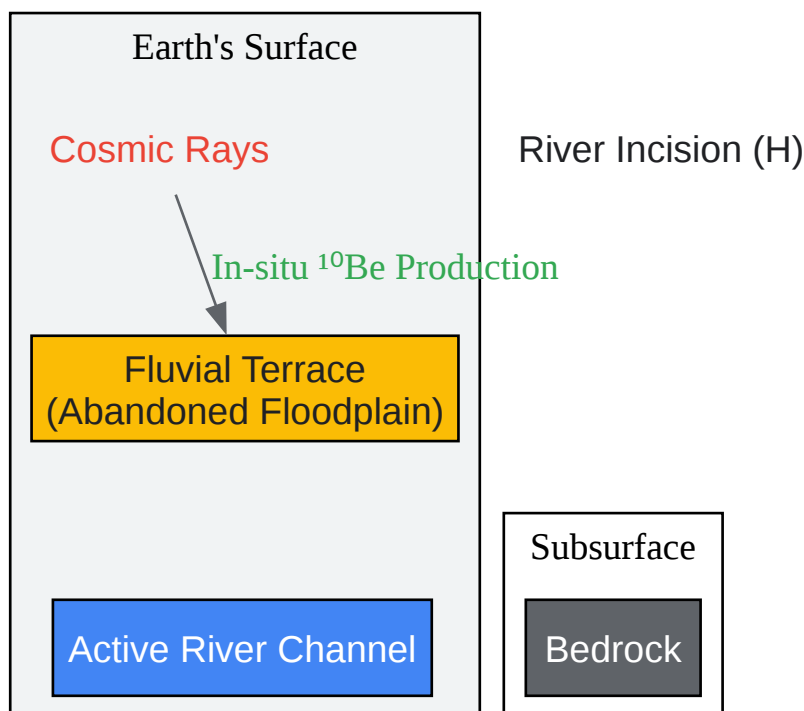 Earth's Surface
Cosmic Rays
River Incision (H)
In-situ ¹⁰Be Production
Fluvial Terrace
(Abandoned Floodplain)
Subsurface
Active River Channel
Bedrock